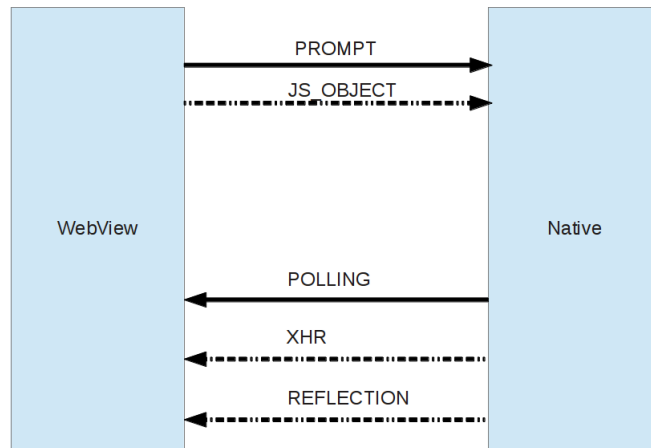 PROMPT
JS_OBJECT
WebView
Native
POLLING
XHR
REFLECTION